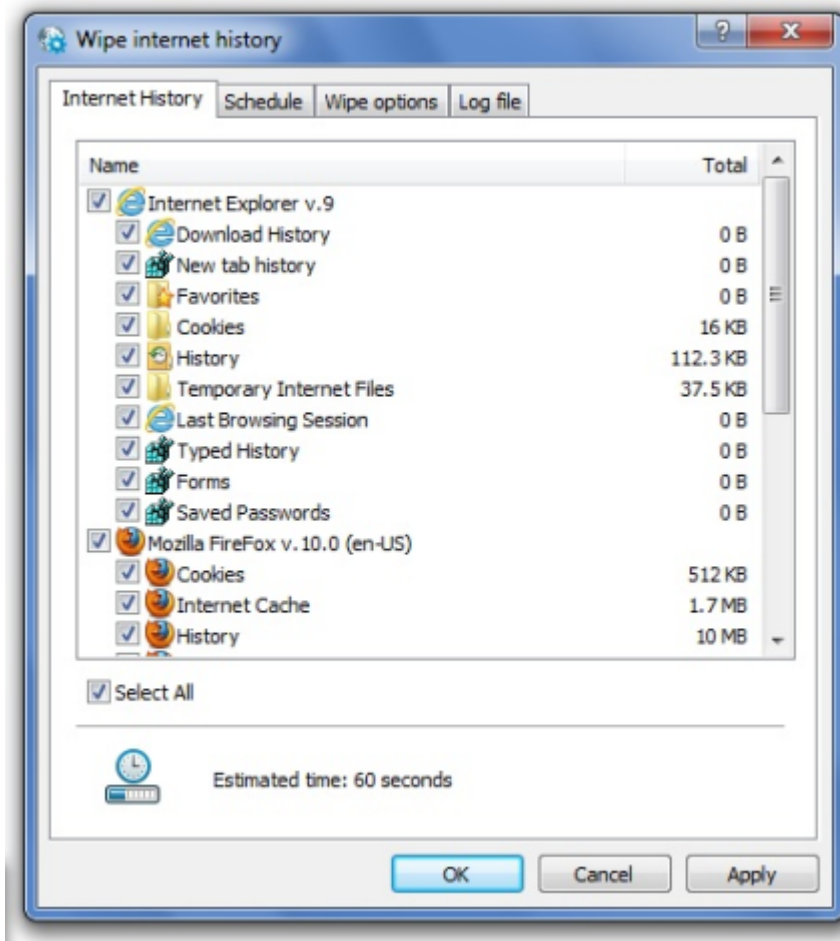 Wipe internet history
Internet History Schedule Wipe options Log file
Name Total
Internet Explorer v.9
Download History 0 B
New tab history 0 B
Favorites 0 B
Cookies 16 KB
History 112.3 KB
Temporary Internet Files 37.5 KB
Last Browsing Session 0 B
Typed History 0 B
Forms 0 B
Saved Passwords 0 B
Mozilla FireFox v.10.0 (en-US)
Cookies 512 KB
Internet Cache 1.7 MB
History 10 MB
Select All
Estimated time: 60 seconds
OK Cancel Apply